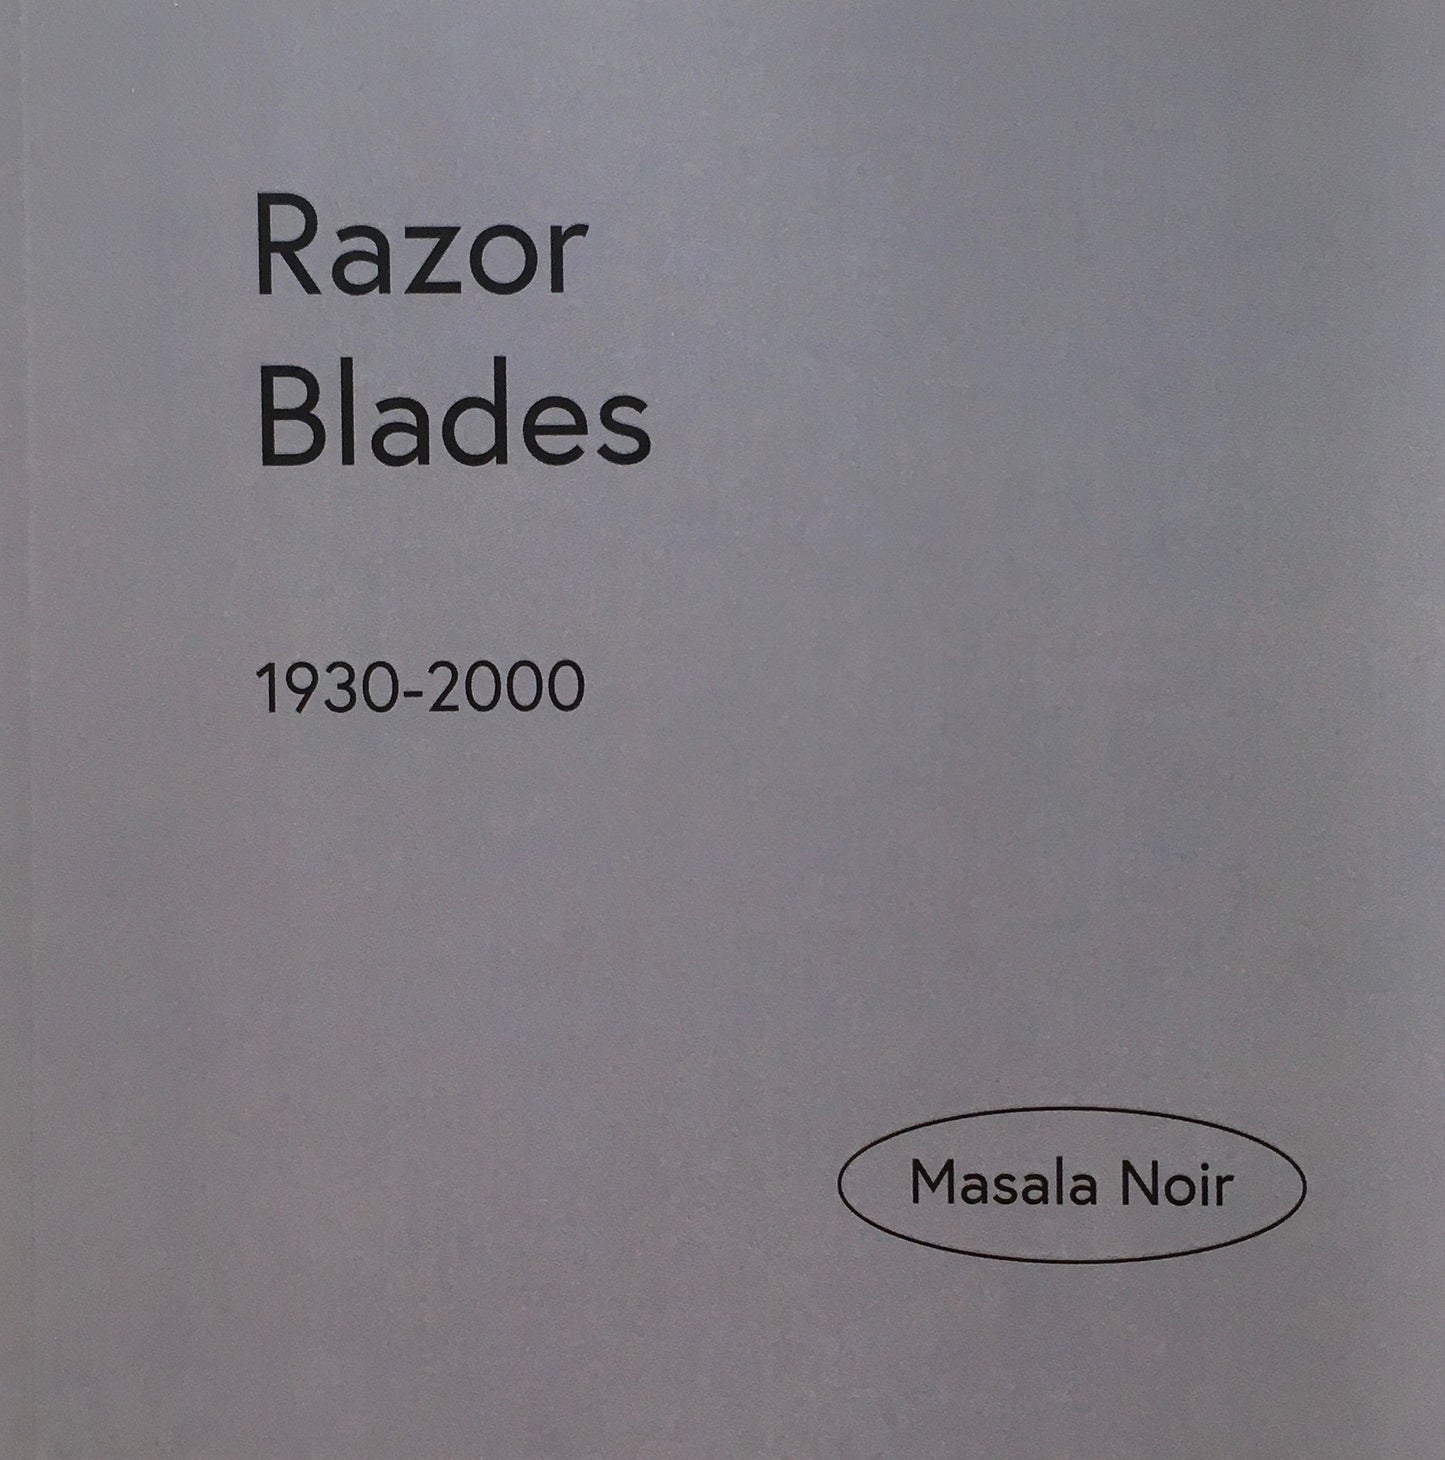 Razor
Blades
1930-2000
Masala Noir